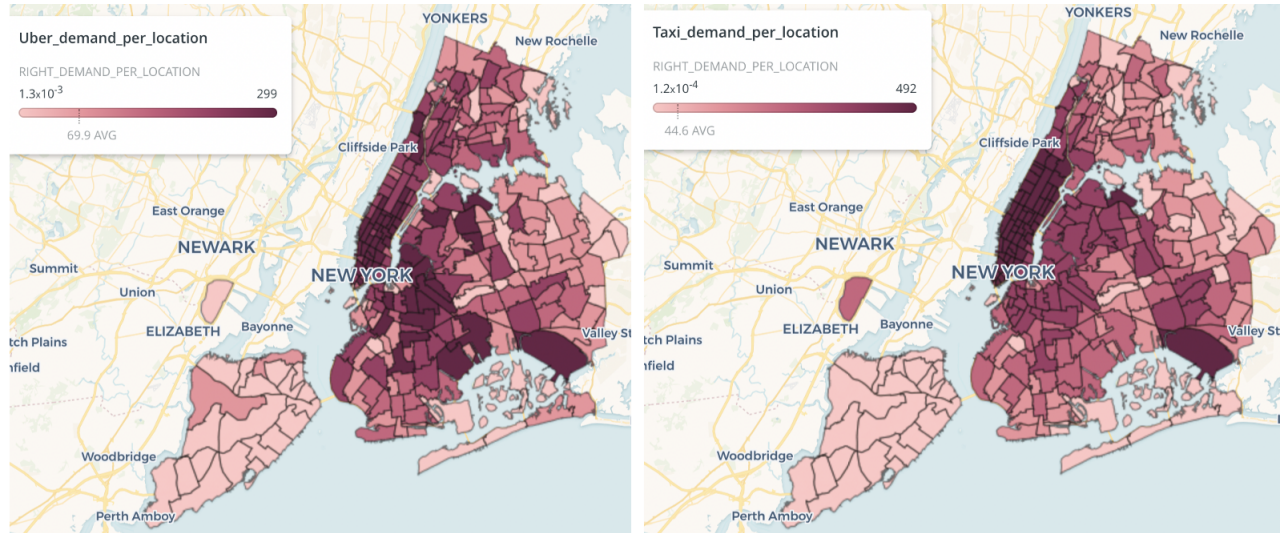 Uber_demand_per_location
RIGHT_DEMAND_PER_LOCATION
1.3x10⁻³ 299
69.9 AVG
YONKERS
New Rochelle
Cliffside Park
East Orange
NEWARK
Summit
NEW YORK
Union
ELIZABETH
Bayonne
tch Plains
Valley St
nfield
Woodbridge
Perth Amboy
Taxi_demand_per_location
RIGHT_DEMAND_PER_LOCATION
1.2x10⁻⁴ 492
44.6 AVG
YONKERS
New Rochelle
Cliffside Park
East Orange
NEWARK
Summit
NEW YORK
Union
ELIZABETH
Bayonne
ch Plains
Valley St
nfield
Woodbridge
Perth Amboy